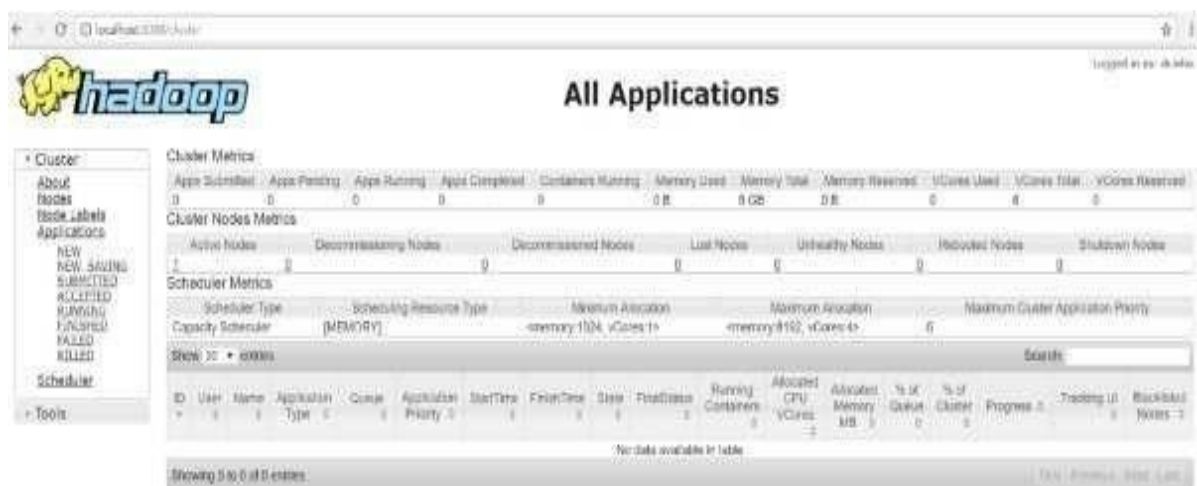 hadoop
All Applications
Logged in as:
Cluster
About
Nodes
Node Labels
Applications
NEW
NEW_SAVING
SUBMITTED
ACCEPTED
RUNNING
FINISHED
FAILED
KILLED
Scheduler
Tools
Cluster Metrics
Apps Submitted Apps Pending Apps Running Apps Completed Containers Running Memory Used Memory Total Memory Reserved VCores Used VCores Total VCores Reserved
0 0 0 0 0 0 B 8 GB 0 B 0 0
Cluster Nodes Metrics
Active Nodes Decommissioning Nodes Decommissioned Nodes Lost Nodes Unhealthy Nodes Rebooted Nodes Shutdown Nodes
1 0 0 0 0 0 0
Scheduler Metrics
Scheduler Type Scheduling Resource Type Minimum Allocation Maximum Allocation Maximum Cluster Application Priority
Capacity Scheduler [MEMORY] <memory:1024, vCores:1> <memory:8192, vCores:4>
Show entries Search:
ID User Name Application Type Queue Application Priority StartTime FinishTime State FinalStatus Running Containers Allocated CPU VCores Allocated Memory MB % of Queue % of Cluster Progress Tracking UI Blacklisted Nodes
No data available in table
Showing 0 to 0 of 0 entries
First Previous Next Last